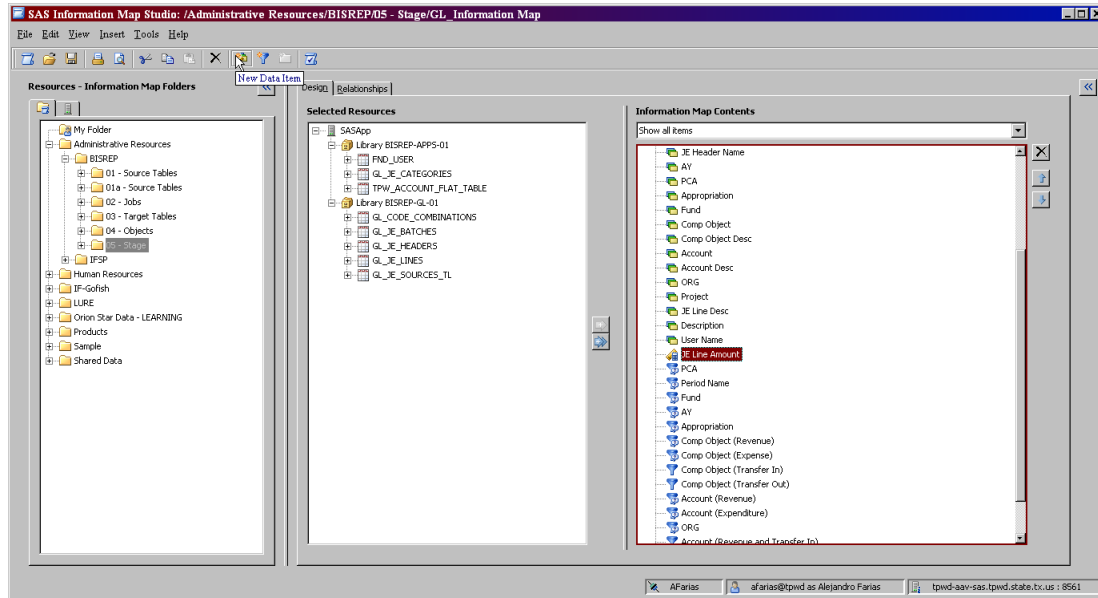 SAS Information Map Studio: /Administrative Resources/BISREP/05 - Stage/GL_Information Map
File Edit View Insert Tools Help
New Data Item
Resources - Information Map Folders
My Folder
Administrative Resources
BISREP
01 - Source Tables
01a - Source Tables
02 - Jobs
03 - Target Tables
04 - Objects
05 - Stage
IFSP
Human Resources
IF-Gofish
LURE
Orion Star Data - LEARNING
Products
Sample
Shared Data
Design Relationships
Selected Resources
SASApp
Library BISREP-APPS-01
FND_USER
GL_JE_CATEGORIES
TPW_ACCOUNT_FLAT_TABLE
Library BISREP-GL-01
GL_CODE_COMBINATIONS
GL_JE_BATCHES
GL_JE_HEADERS
GL_JE_LINES
GL_JE_SOURCES_TL
Information Map Contents
Show all items
JE Header Name
AY
PCA
Appropriation
Fund
Comp Object
Comp Object Desc
Account
Account Desc
ORG
Project
JE Line Desc
Description
User Name
JE Line Amount
PCA
Period Name
Fund
AY
Appropriation
Comp Object (Revenue)
Comp Object (Expense)
Comp Object (Transfer In)
Comp Object (Transfer Out)
Account (Revenue)
Account (Expenditure)
ORG
Account (Revenue and Transfer In)
AFarias
afarias@tpwd as Alejandro Farias
tpwd-aav-sas.tpwd.state.tx.us : 8561